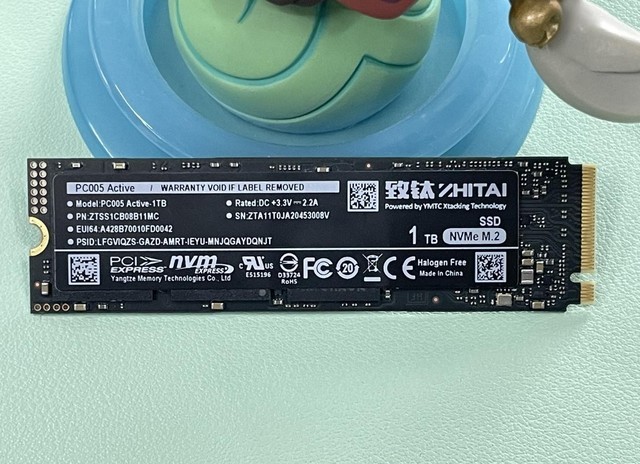 PC005 Active / WARRANTY VOID IF LABEL REMOVED
Model:PC005 Active-1TB
Rated:DC +3.3V⎓2.2A
PN:ZTSS1CB08B11MC
SN:ZTA11T0JA2045300BV
EUI64:A428B70010FD0042
PSID:LFGVIQZS-GAZD-AMRT-IEYU-MNJQGAYDQNJT
致钛 ZHITAI
Powered by YMTC Xtacking Technology
SSD
1 TB NVMe M.2
PCI EXPRESS
nvm EXPRESS
Yangtze Memory Technologies Co., Ltd
c RU us
E515196
D33724
RoHS
FC
20
CE
Halogen Free
Made in China